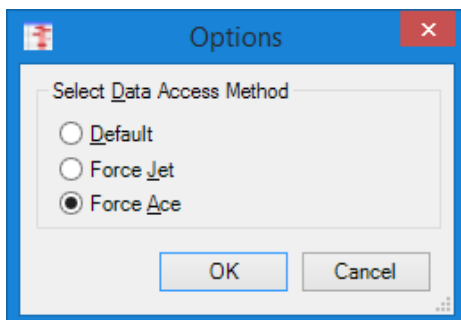 Options
Select Data Access Method
Default
Force Jet
Force Ace
OK
Cancel